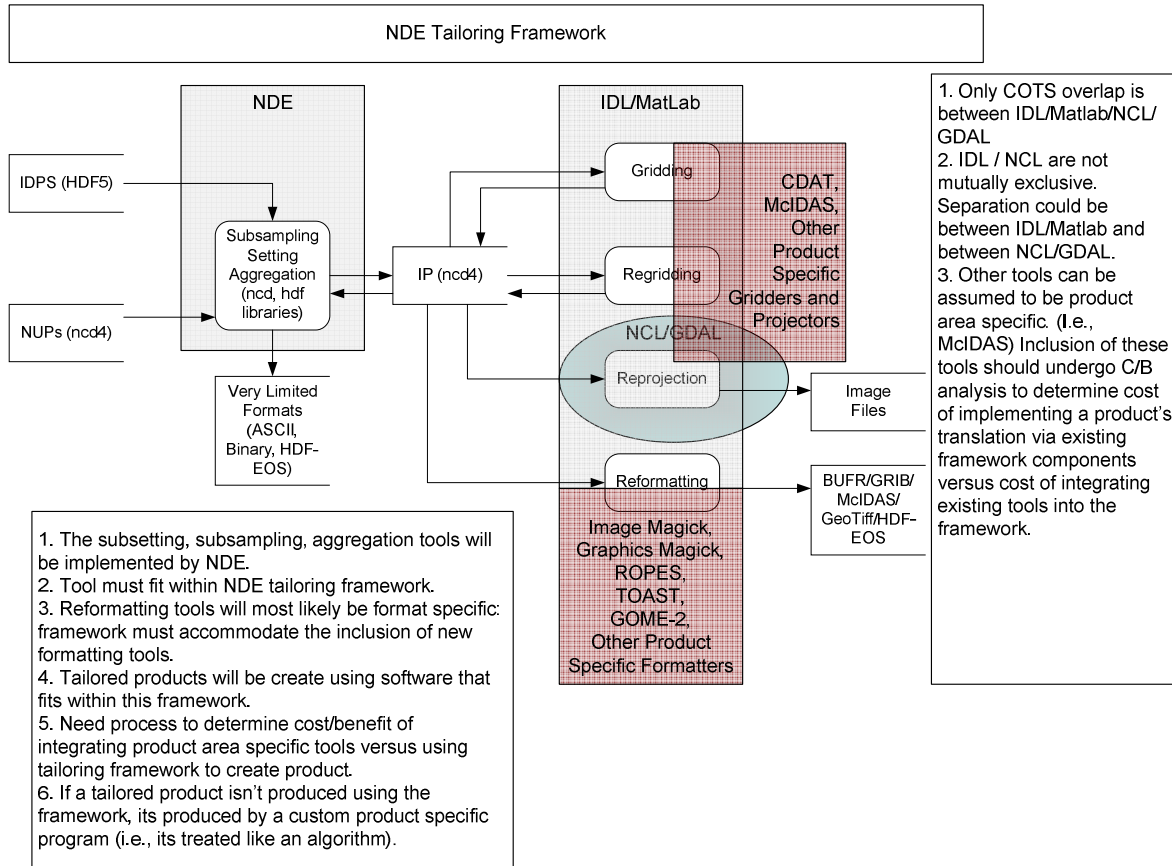 NDE Tailoring Framework
NDE
IDL/MatLab
IDPS (HDF5)
NUPs (ncd4)
Subsampling
Setting
Aggregation
(ncd, hdf
libraries)
Very Limited
Formats
(ASCII,
Binary, HDF-
EOS)
IP (ncd4)
Gridding
Regridding
NCL/GDAL
Reprojection
Reformatting
CDAT,
McIDAS,
Other
Product
Specific
Gridders and
Projectors
Image Magick,
Graphics Magick,
ROPES,
TOAST,
GOME-2,
Other Product
Specific Formatters
Image
Files
BUFR/GRIB/
McIDAS/
GeoTiff/HDF-
EOS
1. Only COTS overlap is
between IDL/Matlab/NCL/
GDAL
2. IDL / NCL are not
mutually exclusive.
Separation could be
between IDL/Matlab and
between NCL/GDAL.
3. Other tools can be
assumed to be product
area specific. (I.e.,
McIDAS) Inclusion of these
tools should undergo C/B
analysis to determine cost
of implementing a product's
translation via existing
framework components
versus cost of integrating
existing tools into the
framework.
1. The subsetting, subsampling, aggregation tools will
be implemented by NDE.
2. Tool must fit within NDE tailoring framework.
3. Reformatting tools will most likely be format specific:
framework must accommodate the inclusion of new
formatting tools.
4. Tailored products will be create using software that
fits within this framework.
5. Need process to determine cost/benefit of
integrating product area specific tools versus using
tailoring framework to create product.
6. If a tailored product isn't produced using the
framework, its produced by a custom product specific
program (i.e., its treated like an algorithm).